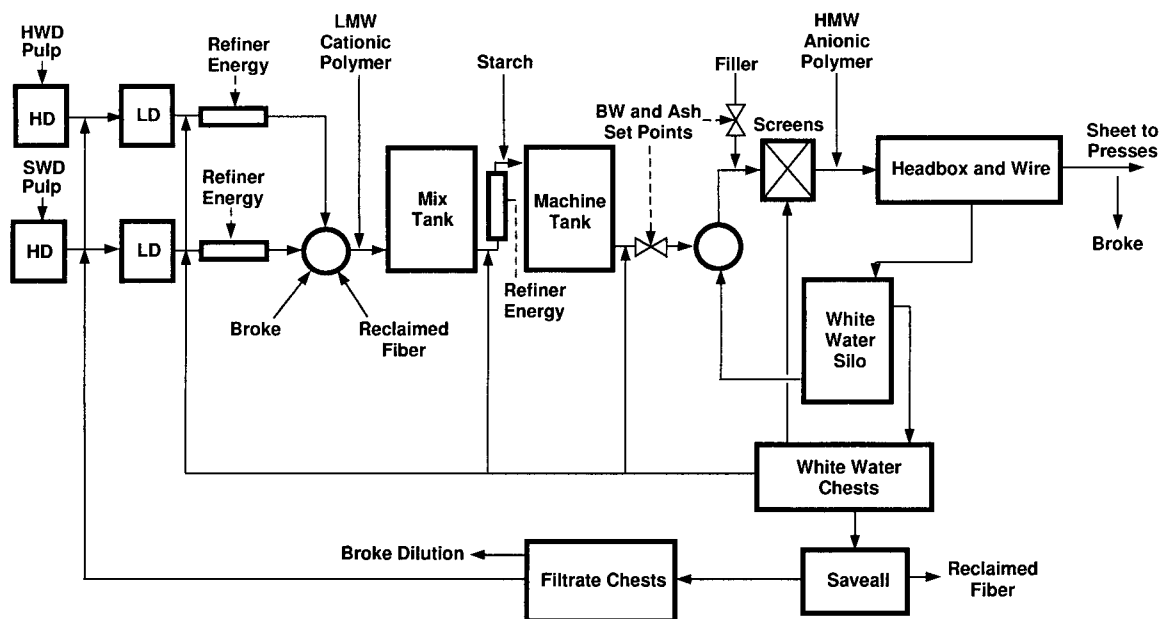 HWD
Pulp
Refiner
Energy
LMW
Cationic
Polymer
Starch
HMW
Anionic
Polymer
Filler
BW and Ash
Set Points
Screens
HD
LD
SWD
Pulp
Refiner
Energy
HD
LD
Mix
Tank
Machine
Tank
Headbox and Wire
Sheet to
Presses
Broke
Broke
Reclaimed
Fiber
Refiner
Energy
White
Water
Silo
White Water
Chests
Broke Dilution
Filtrate Chests
Saveall
Reclaimed
Fiber